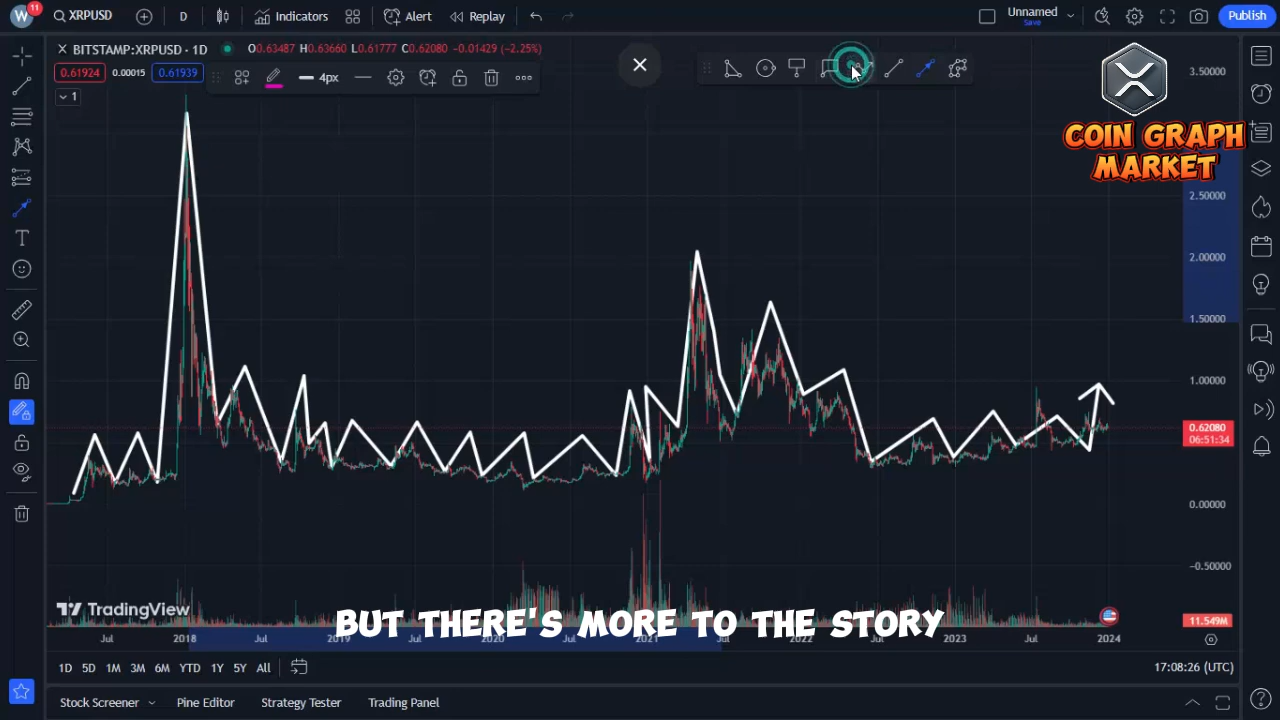 W
11
XRPUSD
D
Indicators
Alert
Replay
Unnamed
Save
Publish
BITSTAMP:XRPUSD · 1D
O0.63487 H0.63660 L0.61777 C0.62080 −0.01429 (−2.25%)
0.61924
0.00015
0.61939
4px
1
COIN GRAPH
MARKET
3.50000
2.50000
2.00000
1.50000
1.00000
0.62080
06:51:34
0.00000
−0.50000
11.549M
TradingView
BUT THERE'S MORE TO THE STORY
Jul
2018
Jul
2019
Jul
2020
Jul
2021
Jul
2022
Jul
2023
Jul
2024
1D
5D
1M
3M
6M
YTD
1Y
5Y
All
17:08:26 (UTC)
Stock Screener
Pine Editor
Strategy Tester
Trading Panel